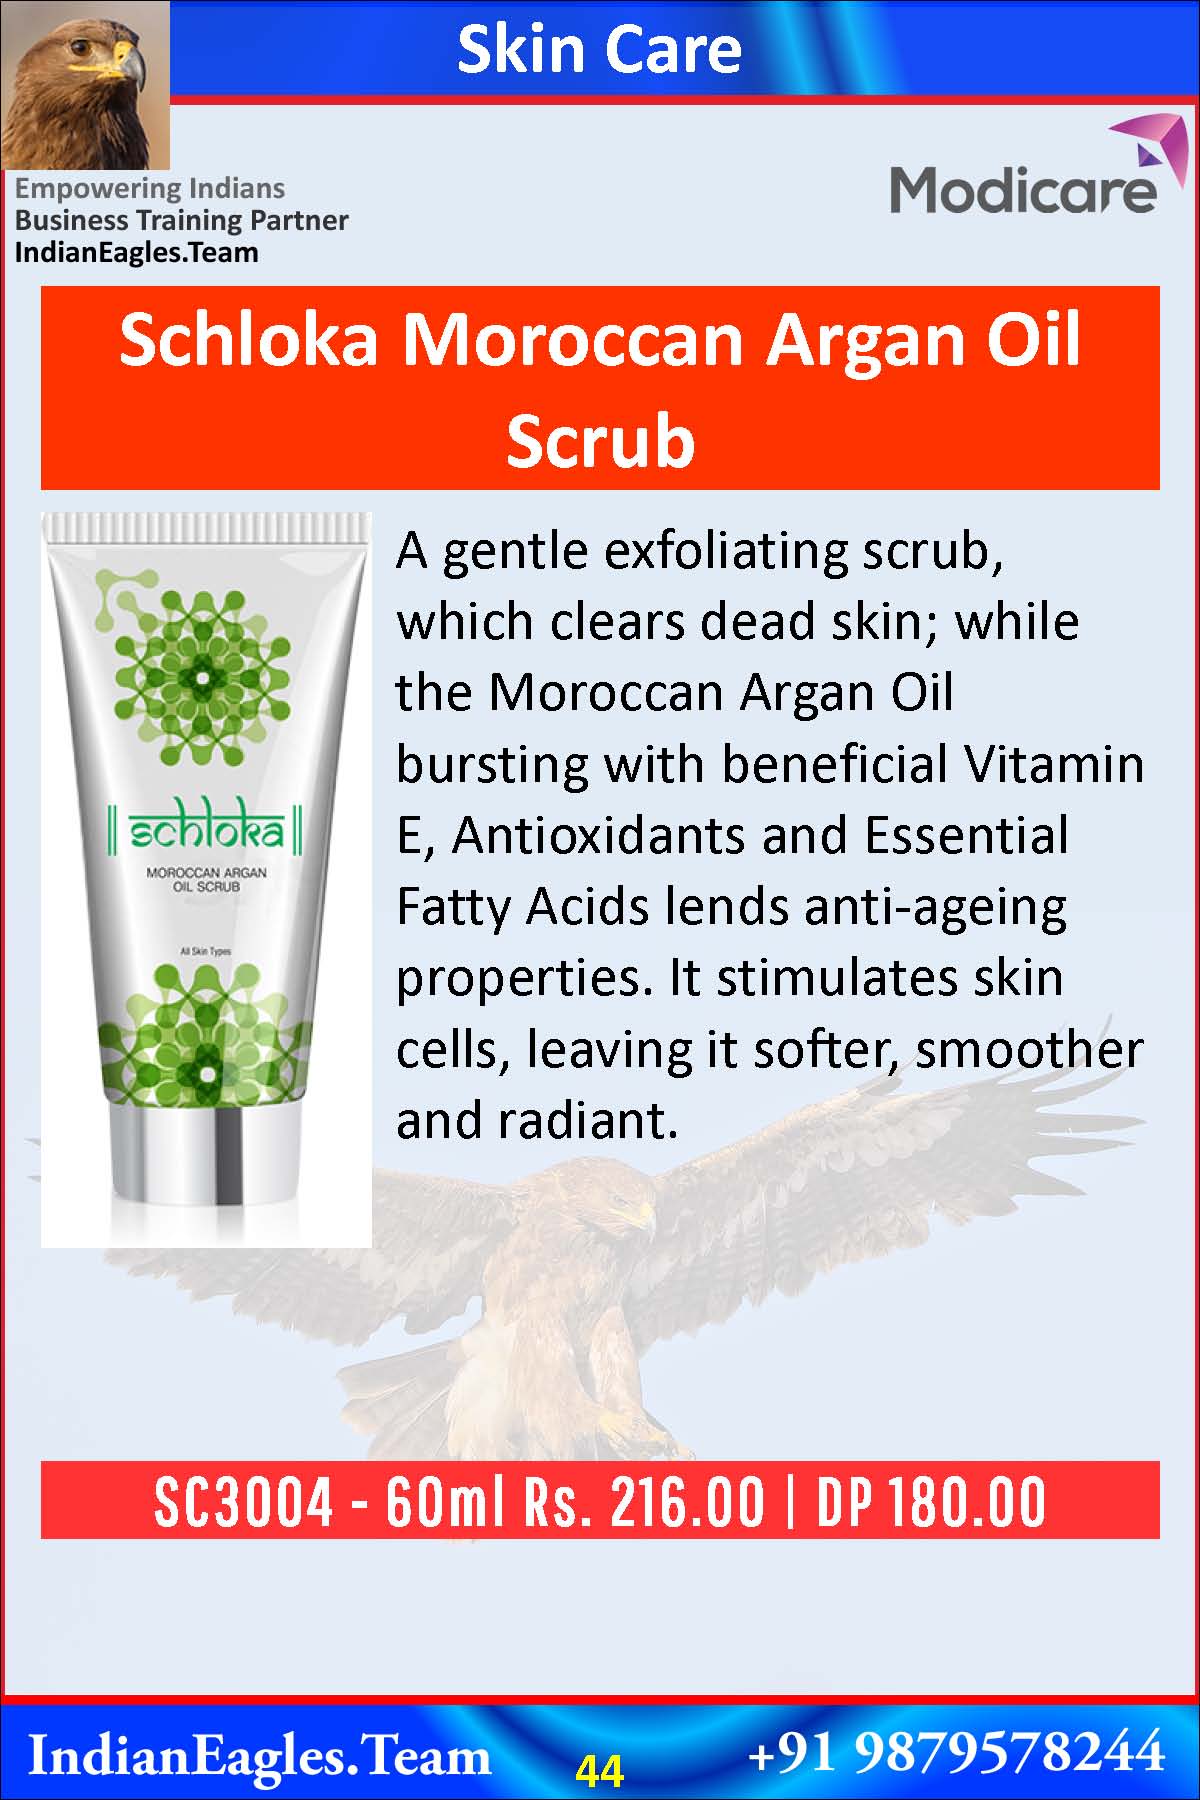 Skin Care
Modicare
Empowering Indians
Business Training Partner
IndianEagles.Team
Schloka Moroccan Argan Oil
Scrub
schloka
MOROCCAN ARGAN
OIL SCRUB
All Skin Types
A gentle exfoliating scrub,
which clears dead skin; while
the Moroccan Argan Oil
bursting with beneficial Vitamin
E, Antioxidants and Essential
Fatty Acids lends anti-ageing
properties. It stimulates skin
cells, leaving it softer, smoother
and radiant.
SC3004 - 60ml Rs. 216.00 | DP 180.00
IndianEagles.Team
44
+91 9879578244